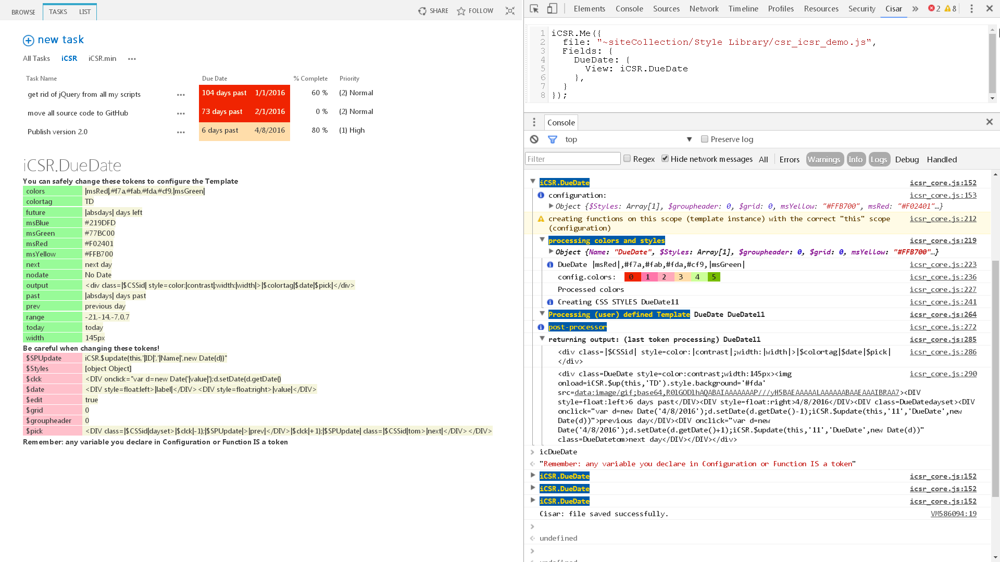 BROWSE TASKS LIST SHARE FOLLOW
new task
All Tasks iCSR iCSR.min ...
Task Name Due Date % Complete Priority
get rid of jQuery from all my scripts ... 104 days past 1/1/2016 60 % (2) Normal
move all source code to GitHub ... 73 days past 2/1/2016 0 % (2) Normal
Publish version 2.0 ... 6 days past 4/8/2016 80 % (1) High
iCSR.DueDate
You can safely change these tokens to configure the Template
colors |msRed|,#f7a,#fab,#fda,#cf9,|msGreen|
colortag TD
future |absdays| days left
msBlue #219DFD
msGreen #77BC00
msRed #F02401
msYellow #FFB700
next next day
nodate No Date
output <div class=|$CSSid| style=color:|contrast|;width:|width|>|$colortag|$date|$pick|</div>
past |absdays| days past
prev previous day
range -21,-14,-7,0,7
today today
width 145px
Be careful when changing these tokens!
$SPUpdate iCSR.$update(this,'|ID|','|Name|',new Date(d))"
$Styles [object Object]
$clck <DIV onclick="var d=new Date('|value|');d.setDate(d.getDate()
$date <DIV style=float:left>|label|</DIV><DIV style=float:right>|value|</DIV>
$edit true
$grid 0
$groupheader 0
$pick <DIV class=|$CSSid|dayset>|$clck|-1);|$SPUpdate|>|prev|</DIV>|$clck|+1);|$SPUpdate| class=|$CSSid|tom>|next|</DIV></DIV>
Remember: any variable you declare in Configuration or Function IS a token
Elements Console Sources Network Timeline Profiles Resources Security Cisar » 2 8
1 iCSR.Me({
2 file: "~siteCollection/Style Library/csr_icsr_demo.js",
3 Fields: {
4 DueDate: {
5 View: iCSR.DueDate
6 },
7 }
8 });
Console
top Preserve log
Filter Regex Hide network messages All Errors Warnings Info Logs Debug Handled
iCSR.DueDate icsr_core.js:152
configuration: icsr_core.js:153
Object {$Styles: Array[1], $groupheader: 0, $grid: 0, msYellow: "#FFB700", msRed: "#F02401"…}
creating functions on this scope (template instance) with the correct "this" scope icsr_core.js:212
(configuration)
processing colors and styles icsr_core.js:219
Object {Name: "DueDate", $Styles: Array[1], $groupheader: 0, $grid: 0, msYellow: "#FFB700"…}
DueDate |msRed|,#f7a,#fab,#fda,#cf9,|msGreen| icsr_core.js:223
config.colors: 0 1 2 3 4 5 icsr_core.js:236
Processed colors icsr_core.js:227
Creating CSS STYLES DueDate11 icsr_core.js:241
Processing (user) defined Template DueDate DueDate11 icsr_core.js:264
post-processor icsr_core.js:272
returning output: (last token processing) DueDate11 icsr_core.js:285
<div class=|$CSSid| style=color:|contrast|;width:|width|>|$colortag|$date|$pick| icsr_core.js:286
</div>
<div class=DueDate style=color:contrast;width:145px><img icsr_core.js:290
onload=iCSR.$up(this,'TD').style.background='#fda'
src=data:image/gif;base64,R0lGODlhAQABAIAAAAAAAP///yH5BAEAAAAALAAAAAABAAEAAAIBRAA7><DIV
style=float:left>6 days past</DIV><DIV style=float:right>4/8/2016</DIV><DIV class=DueDatedayset><DIV
onclick="var d=new Date('4/8/2016');d.setDate(d.getDate()-1);iCSR.$update(this,'11','DueDate',new
Date(d))">previous day</DIV><DIV onclick="var d=new
Date('4/8/2016');d.setDate(d.getDate()+1);iCSR.$update(this,'11','DueDate',new Date(d))"
class=DueDatetom>next day</DIV></DIV></div>
icDueDate
"Remember: any variable you declare in Configuration or Function IS a token"
iCSR.DueDate icsr_core.js:152
iCSR.DueDate icsr_core.js:152
iCSR.DueDate icsr_core.js:152
Cisar: file saved successfully. VM586094:19
undefined